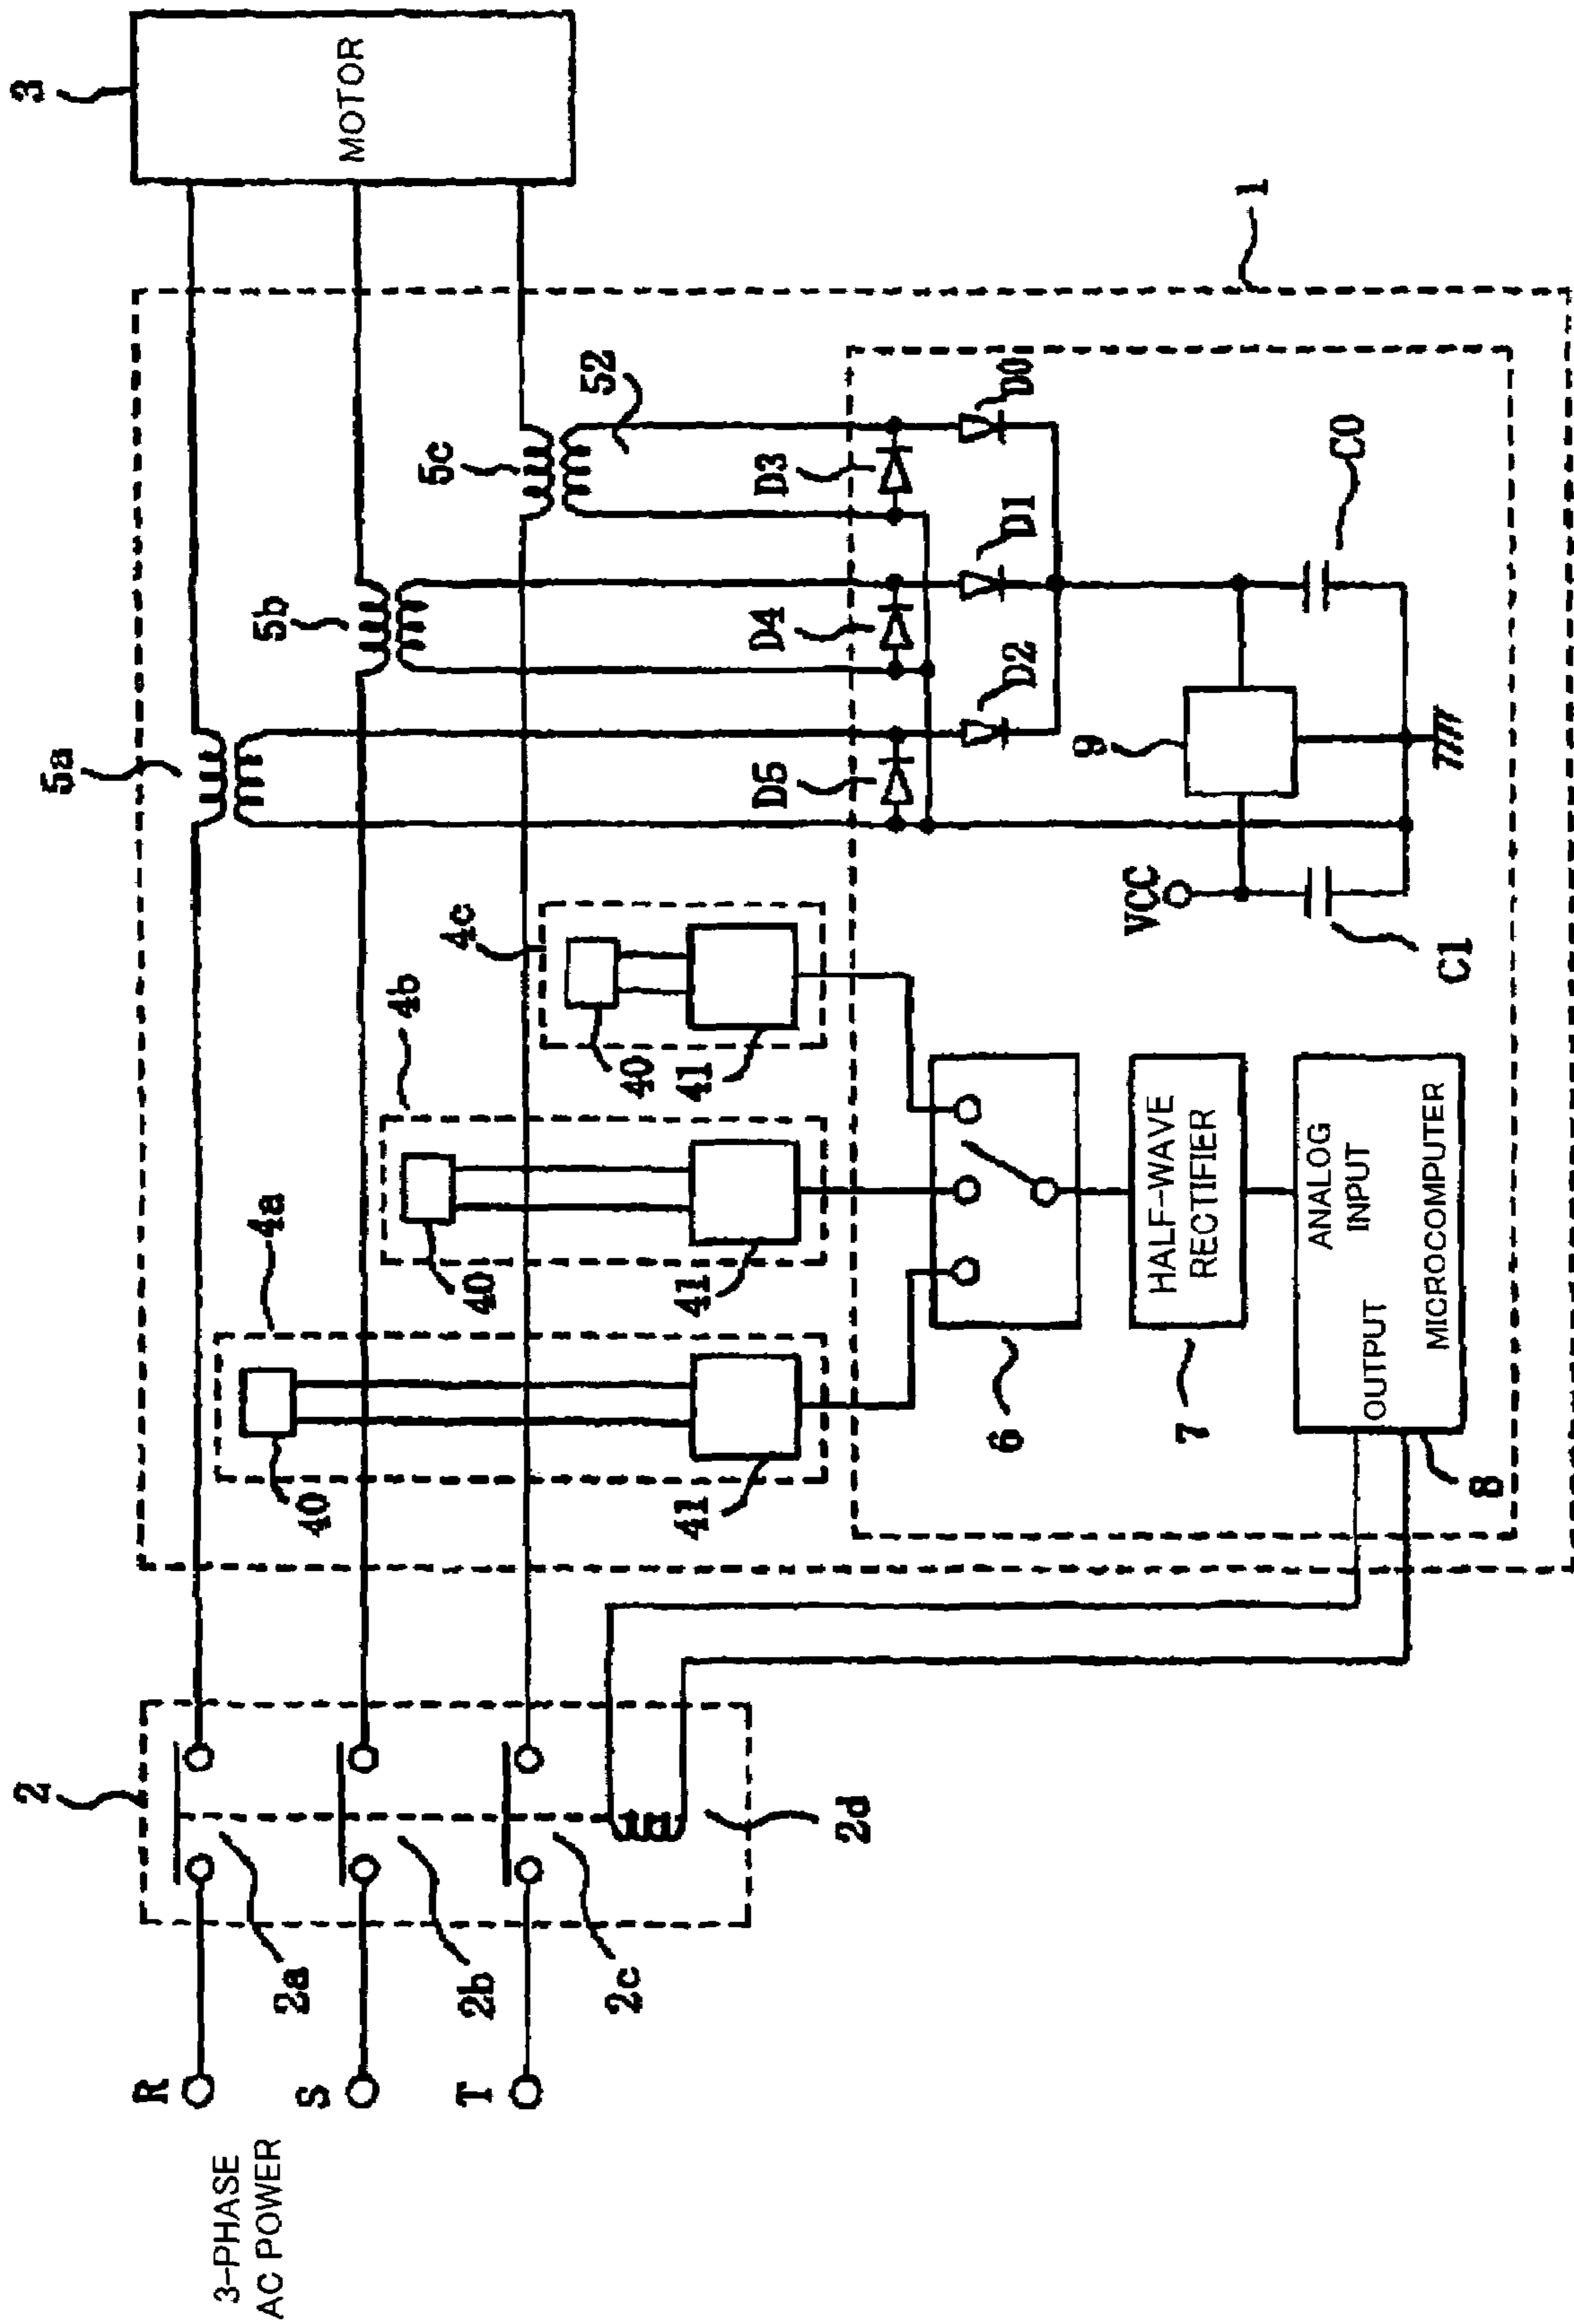 3-PHASE
AC POWER
R
S
T
2
2a
2b
2c
2d
4a
40
41
4b
40
41
4c
40
41
5a
5b
5c
52
3
MOTOR
1
D5
D4
D3
D2
D1
D0
6
7
HALF-WAVE
RECTIFIER
8
ANALOG
INPUT
OUTPUT
MICROCOMPUTER
VCC
9
C1
C0